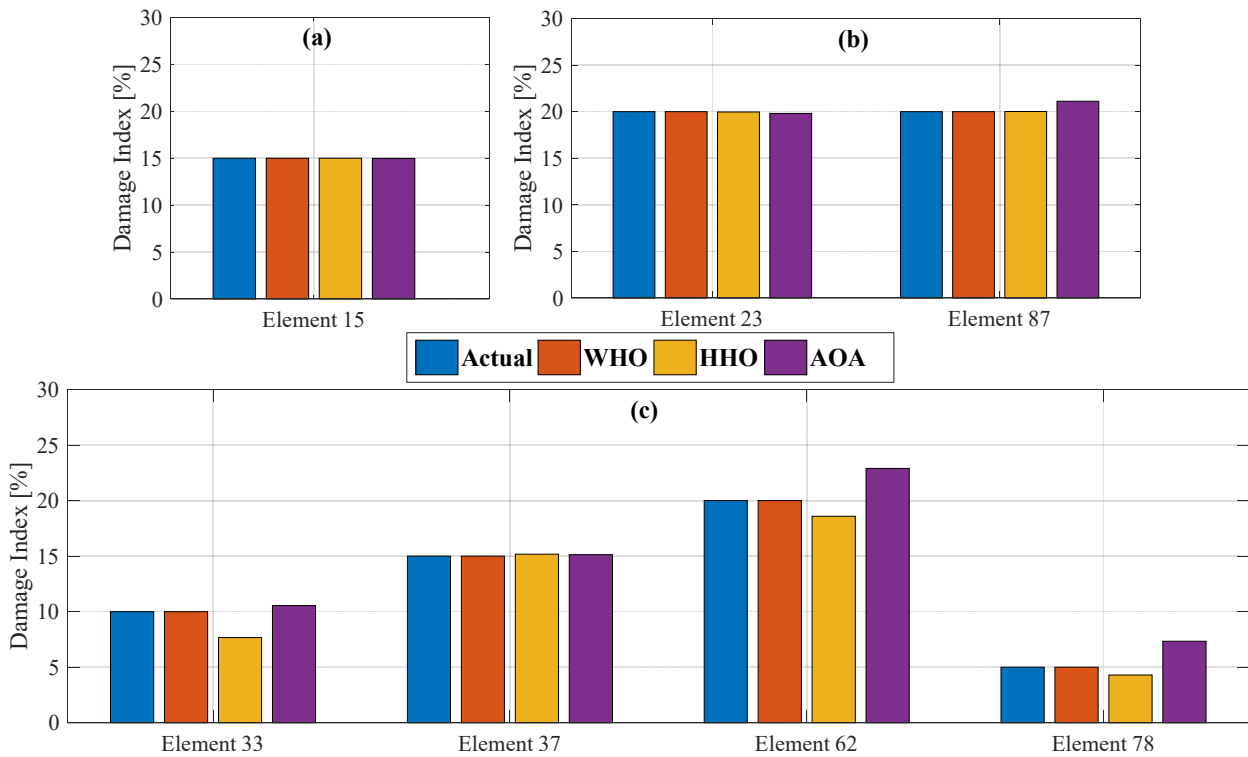 (a)
Damage Index [%]
30
25
20
15
10
5
0
Element 15
(b)
Damage Index [%]
30
25
20
15
10
5
0
Element 23 Element 87
Actual WHO HHO AOA
(c)
Damage Index [%]
30
25
20
15
10
5
0
Element 33 Element 37 Element 62 Element 78